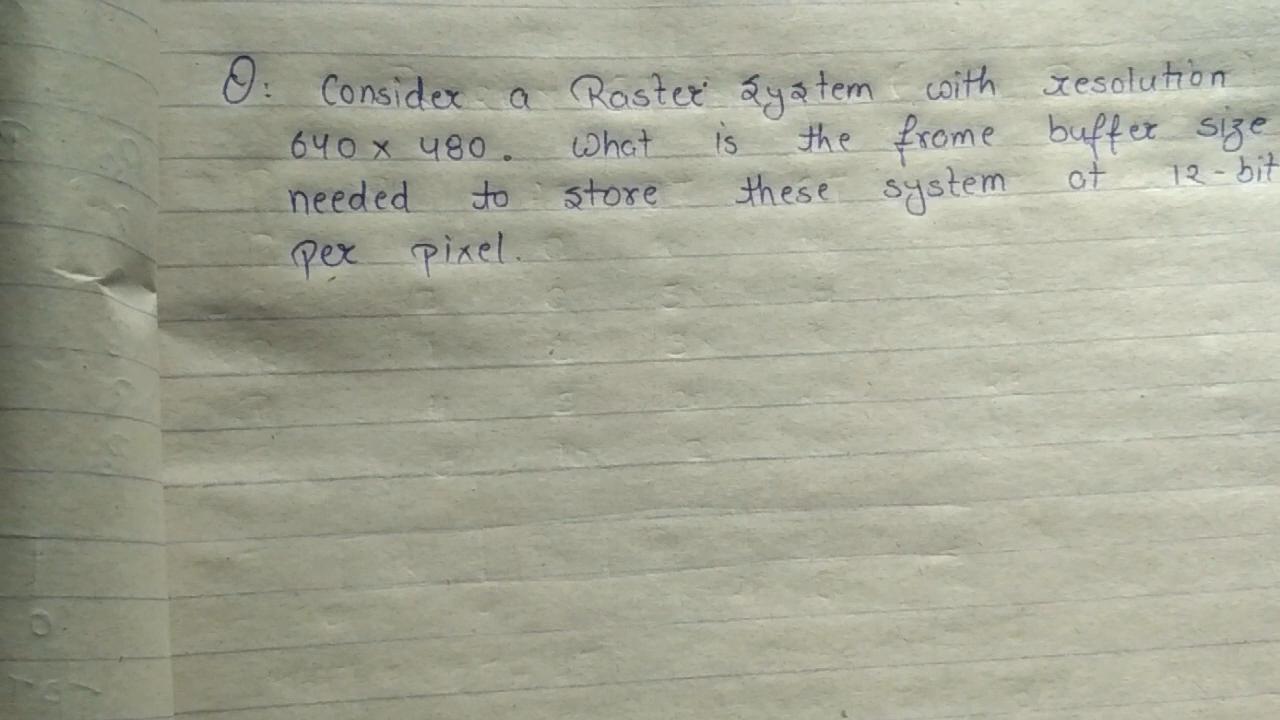 Q: Consider a Raster System with resolution
640 x 480. What is the frame buffer size
needed to store these system at 12-bit
per pixel.